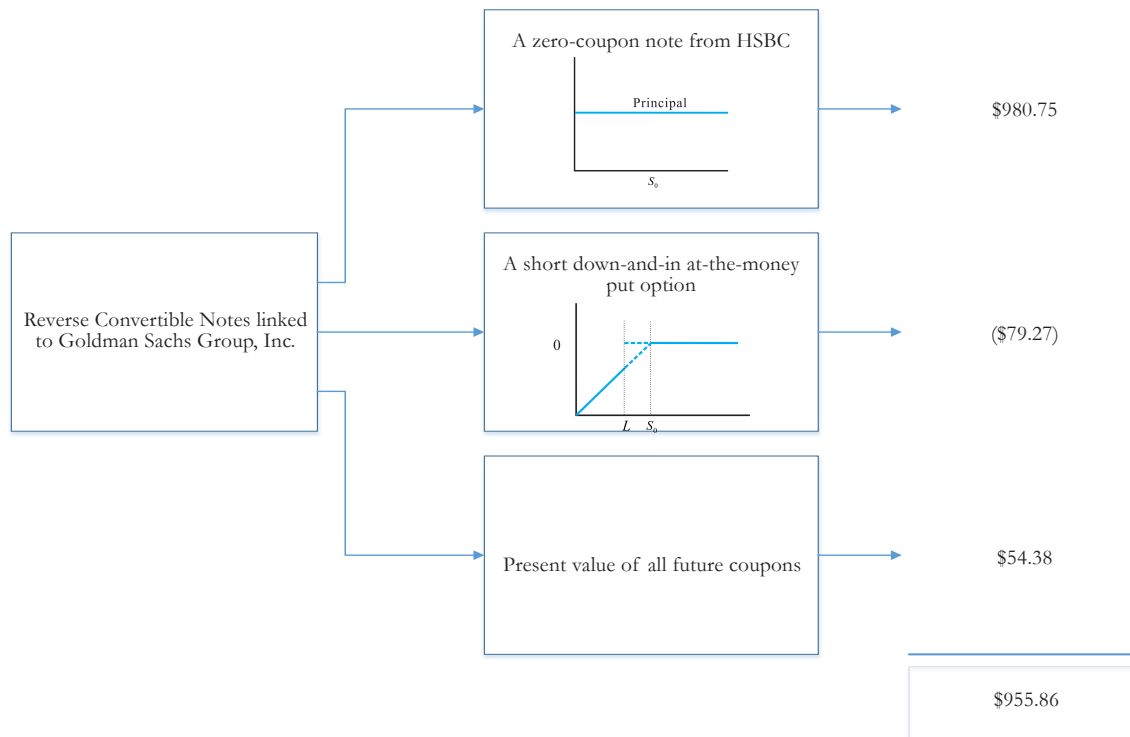 Reverse Convertible Notes linked
to Goldman Sachs Group, Inc.
A zero-coupon note from HSBC
Principal
S₀
$980.75
A short down-and-in at-the-money
put option
0
L S₀
($79.27)
Present value of all future coupons
$54.38
$955.86